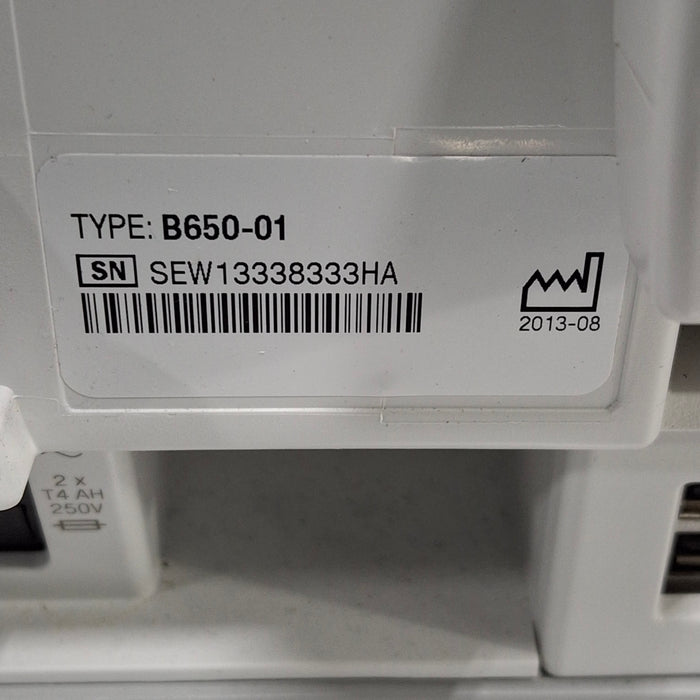 TYPE: B650-01
SN SEW13338333HA
2013-08
2 x
T4 AH
250V